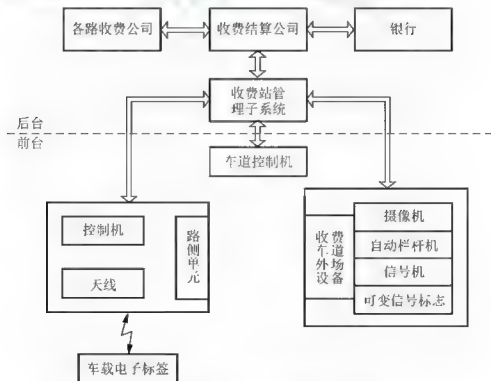 各路收费公司
收费结算公司
银行
收费站管
理子系统
后台
前台
车道控制机
控制机
天线
路侧单元
收费车道外场设备
摄像机
自动栏杆机
信号机
可变信号标志
车载电子标签